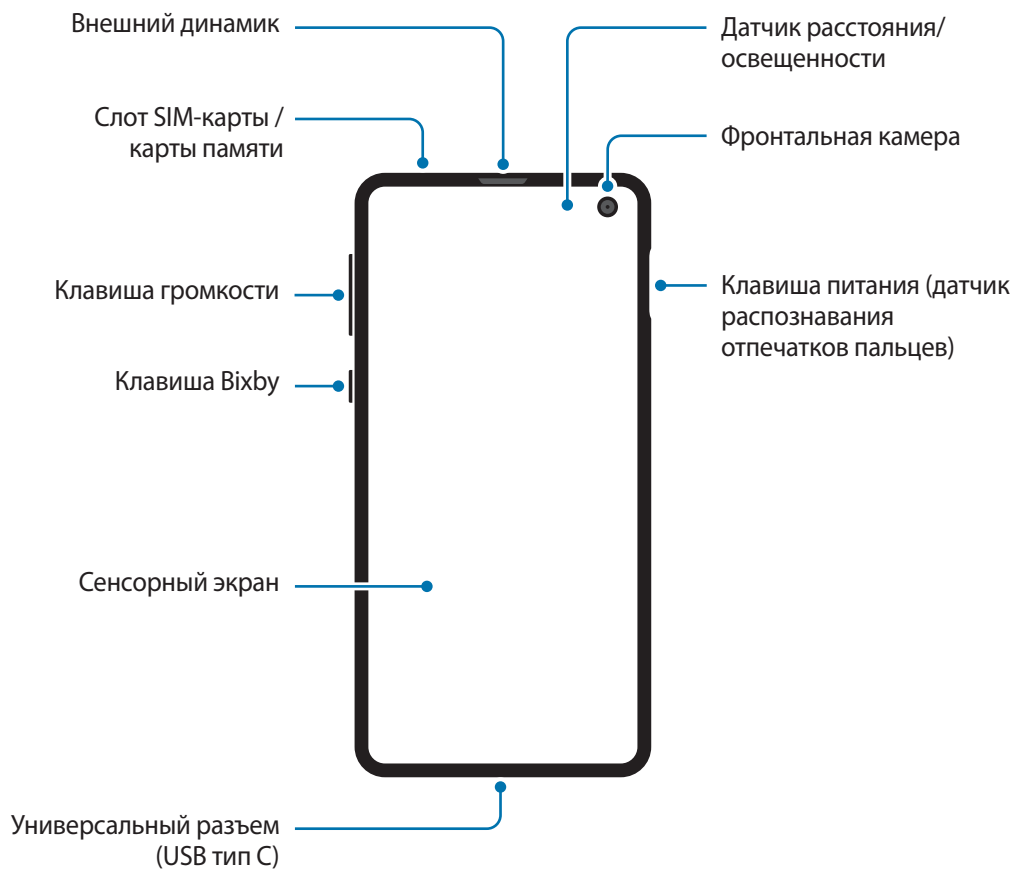 Внешний динамик
Слот SIM-карты /
карты памяти
Клавиша громкости
Клавиша Bixby
Сенсорный экран
Универсальный разъем
(USB тип C)
Датчик расстояния/
освещенности
Фронтальная камера
Клавиша питания (датчик
распознавания
отпечатков пальцев)